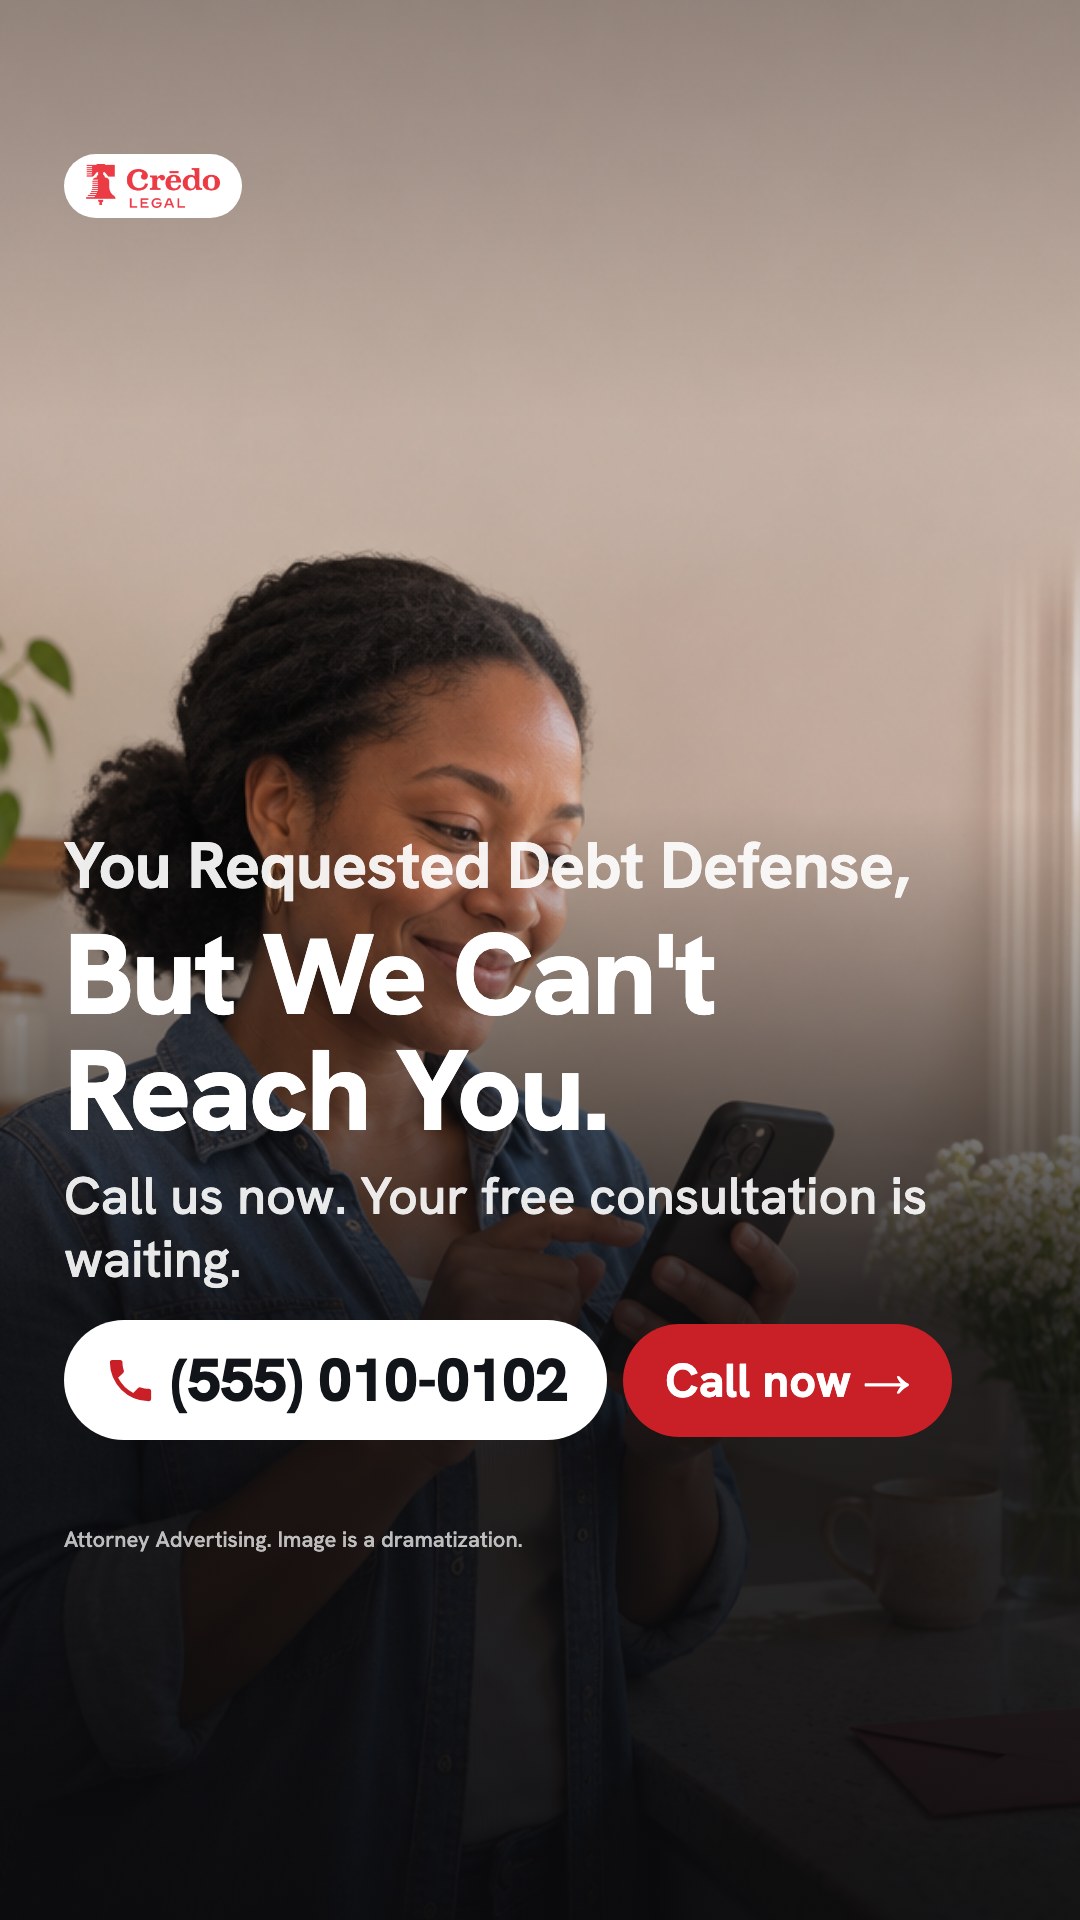 Crēdo
LEGAL
You Requested Debt Defense,
But We Can't
Reach You.
Call us now. Your free consultation is
waiting.
(555) 010-0102
Call now →
Attorney Advertising. Image is a dramatization.